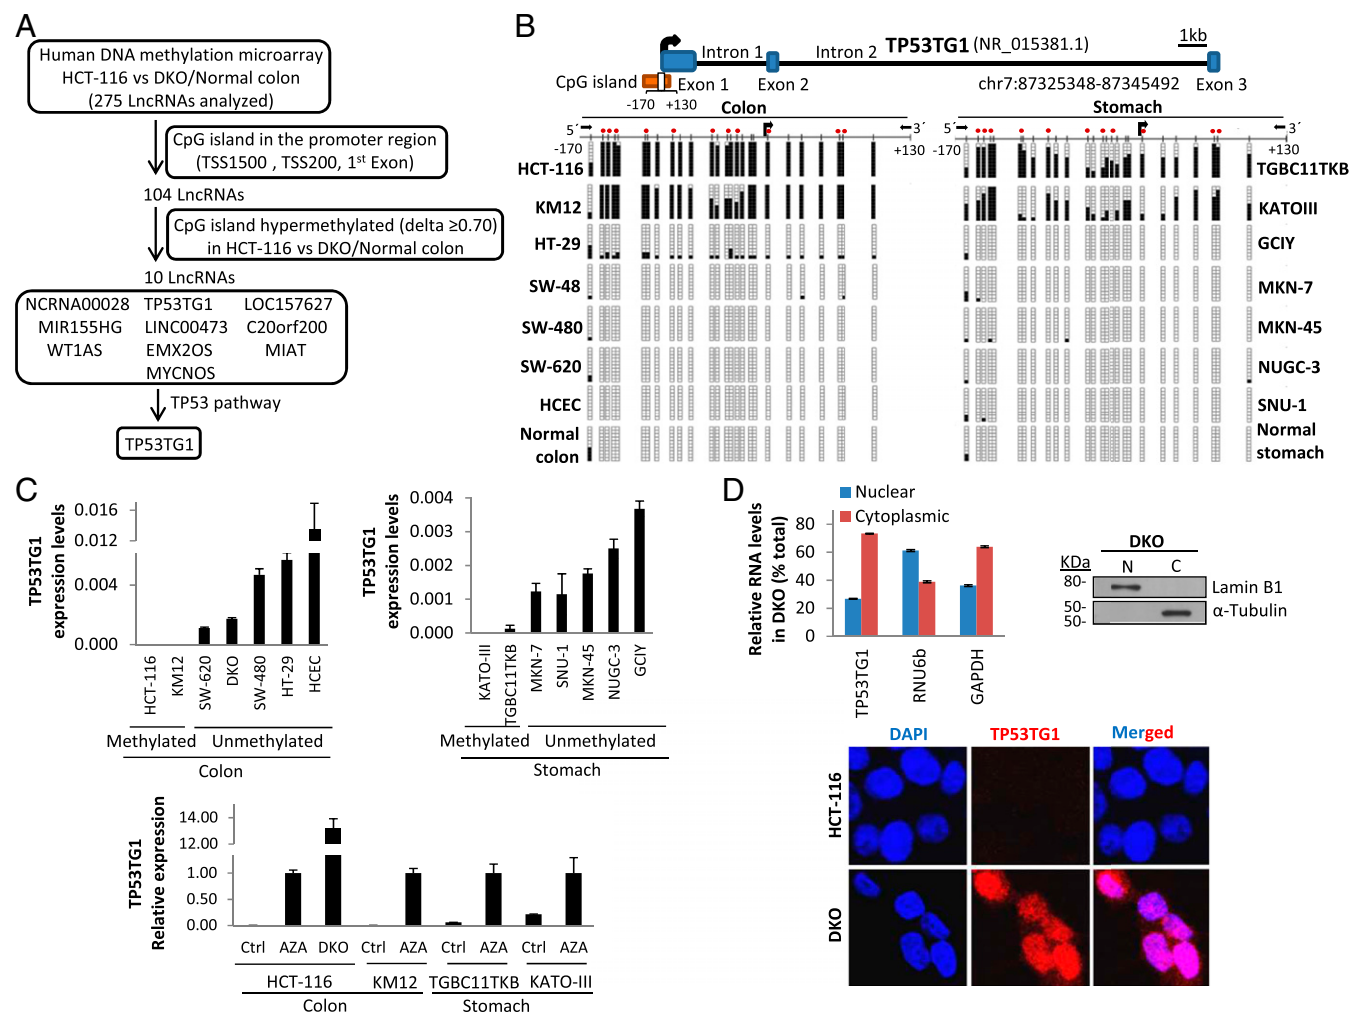 A
Human DNA methylation microarray
HCT-116 vs DKO/Normal colon
(275 LncRNAs analyzed)
CpG island in the promoter region
(TSS1500 , TSS200, 1st Exon)
104 LncRNAs
CpG island hypermethylated (delta ≥0.70)
in HCT-116 vs DKO/Normal colon
10 LncRNAs
NCRNA00028 TP53TG1 LOC157627
MIR155HG LINC00473 C20orf200
WT1AS EMX2OS MIAT
MYCNOS
TP53 pathway
TP53TG1
B
Intron 1 Intron 2 TP53TG1 (NR_015381.1) 1kb
CpG island Exon 1 Exon 2 chr7:87325348-87345492 Exon 3
-170 +130
Colon
5´ 3´
-170 +130
HCT-116
KM12
HT-29
SW-48
SW-480
SW-620
HCEC
Normal
colon
Stomach
5´ 3´
-170 +130
TGBC11TKB
KATOIII
GCIY
MKN-7
MKN-45
NUGC-3
SNU-1
Normal
stomach
C
TP53TG1
expression levels
0.016
0.012
0.004
0.000
HCT-116 KM12 SW-620 DKO SW-480 HT-29 HCEC
Methylated Unmethylated
Colon
TP53TG1
expression levels
0.004
0.003
0.002
0.001
0.000
KATO-III TGBC11TKB MKN-7 SNU-1 MKN-45 NUGC-3 GCIY
Methylated Unmethylated
Stomach
TP53TG1
Relative expression
14.00
12.00
1.00
0.50
0.00
Ctrl AZA DKO Ctrl AZA Ctrl AZA Ctrl AZA
HCT-116 KM12 TGBC11TKB KATO-III
Colon Stomach
D
Nuclear
Cytoplasmic
Relative RNA levels
in DKO (% total)
80
60
40
20
0
TP53TG1 RNU6b GAPDH
DKO
KDa N C
80- Lamin B1
50- α-Tubulin
50-
DAPI TP53TG1 Merged
HCT-116
DKO